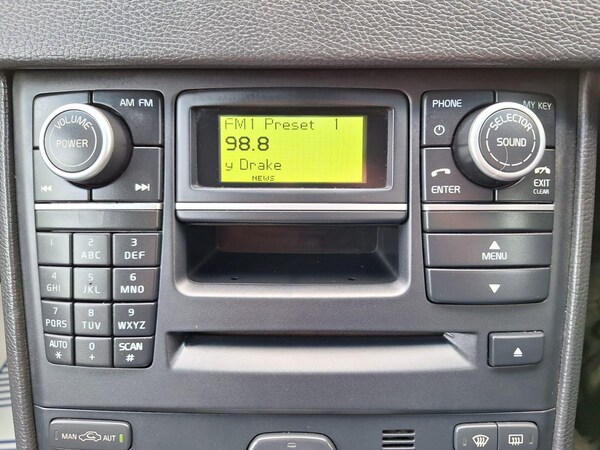 VOLUME
POWER
AM FM
FM1 Preset 1
98.8
y Drake
NEWS
PHONE
MY KEY
SELECTOR
SOUND
ENTER
EXIT
CLEAR
MENU
1
2
ABC
3
DEF
4
GHI
5
JKL
6
MNO
7
PQRS
8
TUV
9
WXYZ
AUTO
*
0
+
SCAN
#
MAN AUT